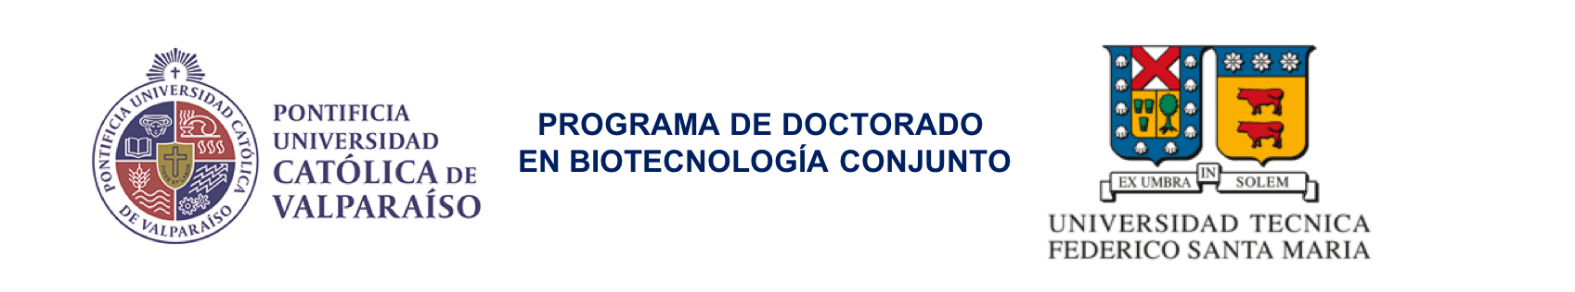 PONTIFICIA UNIVERSIDAD CATÓLICA
DE VALPARAÍSO
PONTIFICIA
UNIVERSIDAD
CATÓLICA DE
VALPARAÍSO
PROGRAMA DE DOCTORADO
EN BIOTECNOLOGÍA CONJUNTO
EX UMBRA IN SOLEM
UNIVERSIDAD TECNICA
FEDERICO SANTA MARIA